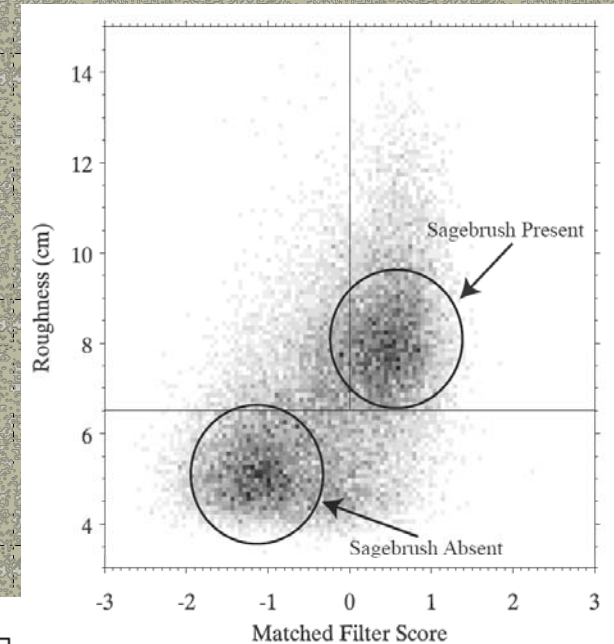 14
12
10
8
6
4
Roughness (cm)
Sagebrush Present
Sagebrush Absent
-3 -2 -1 0 1 2 3
Matched Filter Score